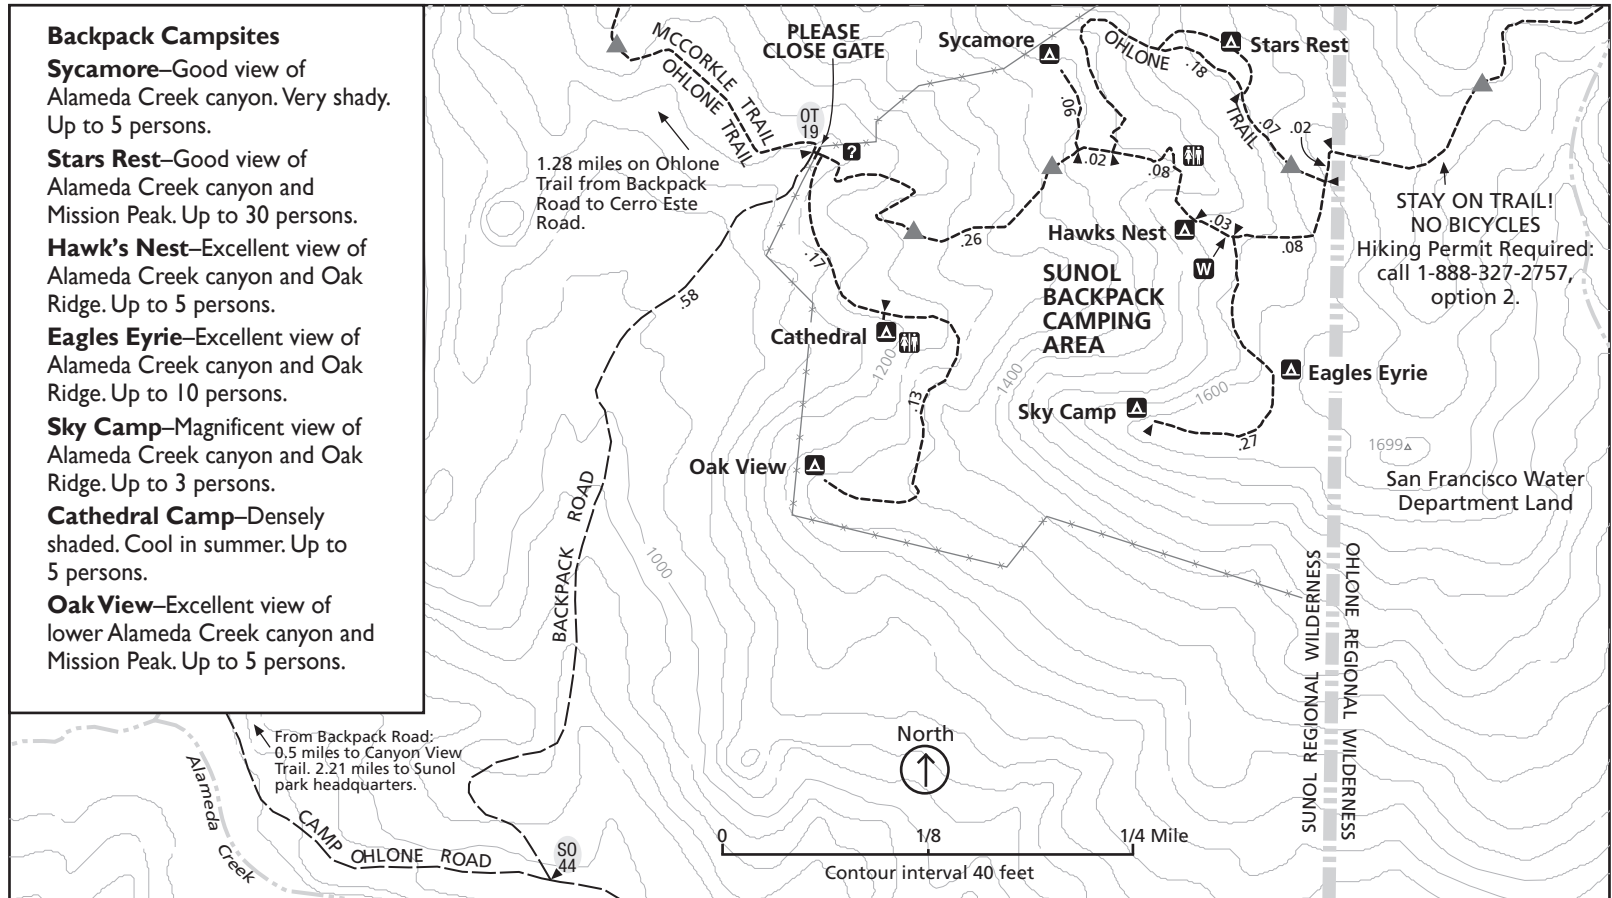 Backpack Campsites
Sycamore–Good view of
Alameda Creek canyon. Very shady.
Up to 5 persons.
Stars Rest–Good view of
Alameda Creek canyon and
Mission Peak. Up to 30 persons.
Hawk's Nest–Excellent view of
Alameda Creek canyon and Oak
Ridge. Up to 5 persons.
Eagles Eyrie–Excellent view of
Alameda Creek canyon and Oak
Ridge. Up to 10 persons.
Sky Camp–Magnificent view of
Alameda Creek canyon and Oak
Ridge. Up to 3 persons.
Cathedral Camp–Densely
shaded. Cool in summer. Up to
5 persons.
Oak View–Excellent view of
lower Alameda Creek canyon and
Mission Peak. Up to 5 persons.
MCCORKLE TRAIL
OHLONE TRAIL
PLEASE
CLOSE GATE
OT
19
?
1.28 miles on Ohlone
Trail from Backpack
Road to Cerro Este
Road.
Sycamore
OHLONE
TRAIL
Stars Rest
.18
.06
.07
.02
.02
.08
.03
.08
.26
.17
.58
Hawks Nest
W
STAY ON TRAIL!
NO BICYCLES
Hiking Permit Required:
call 1-888-327-2757,
option 2.
SUNOL
BACKPACK
CAMPING
AREA
Cathedral
1200
1400
1600
.13
Eagles Eyrie
Sky Camp
.27
1699
Oak View
San Francisco Water
Department Land
BACKPACK ROAD
1000
SUNOL REGIONAL WILDERNESS
OHLONE REGIONAL WILDERNESS
From Backpack Road:
0.5 miles to Canyon View
Trail. 2.21 miles to Sunol
park headquarters.
Alameda Creek
CAMP OHLONE ROAD
SO
44
North
0 1/8 1/4 Mile
Contour interval 40 feet